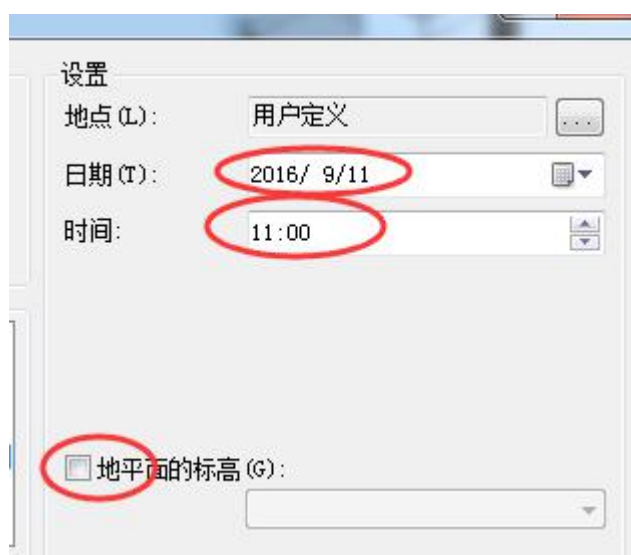 设置
地点(L): 用户定义 ...
日期(T): 2016/ 9/11
时间: 11:00
地平面的标高(G):